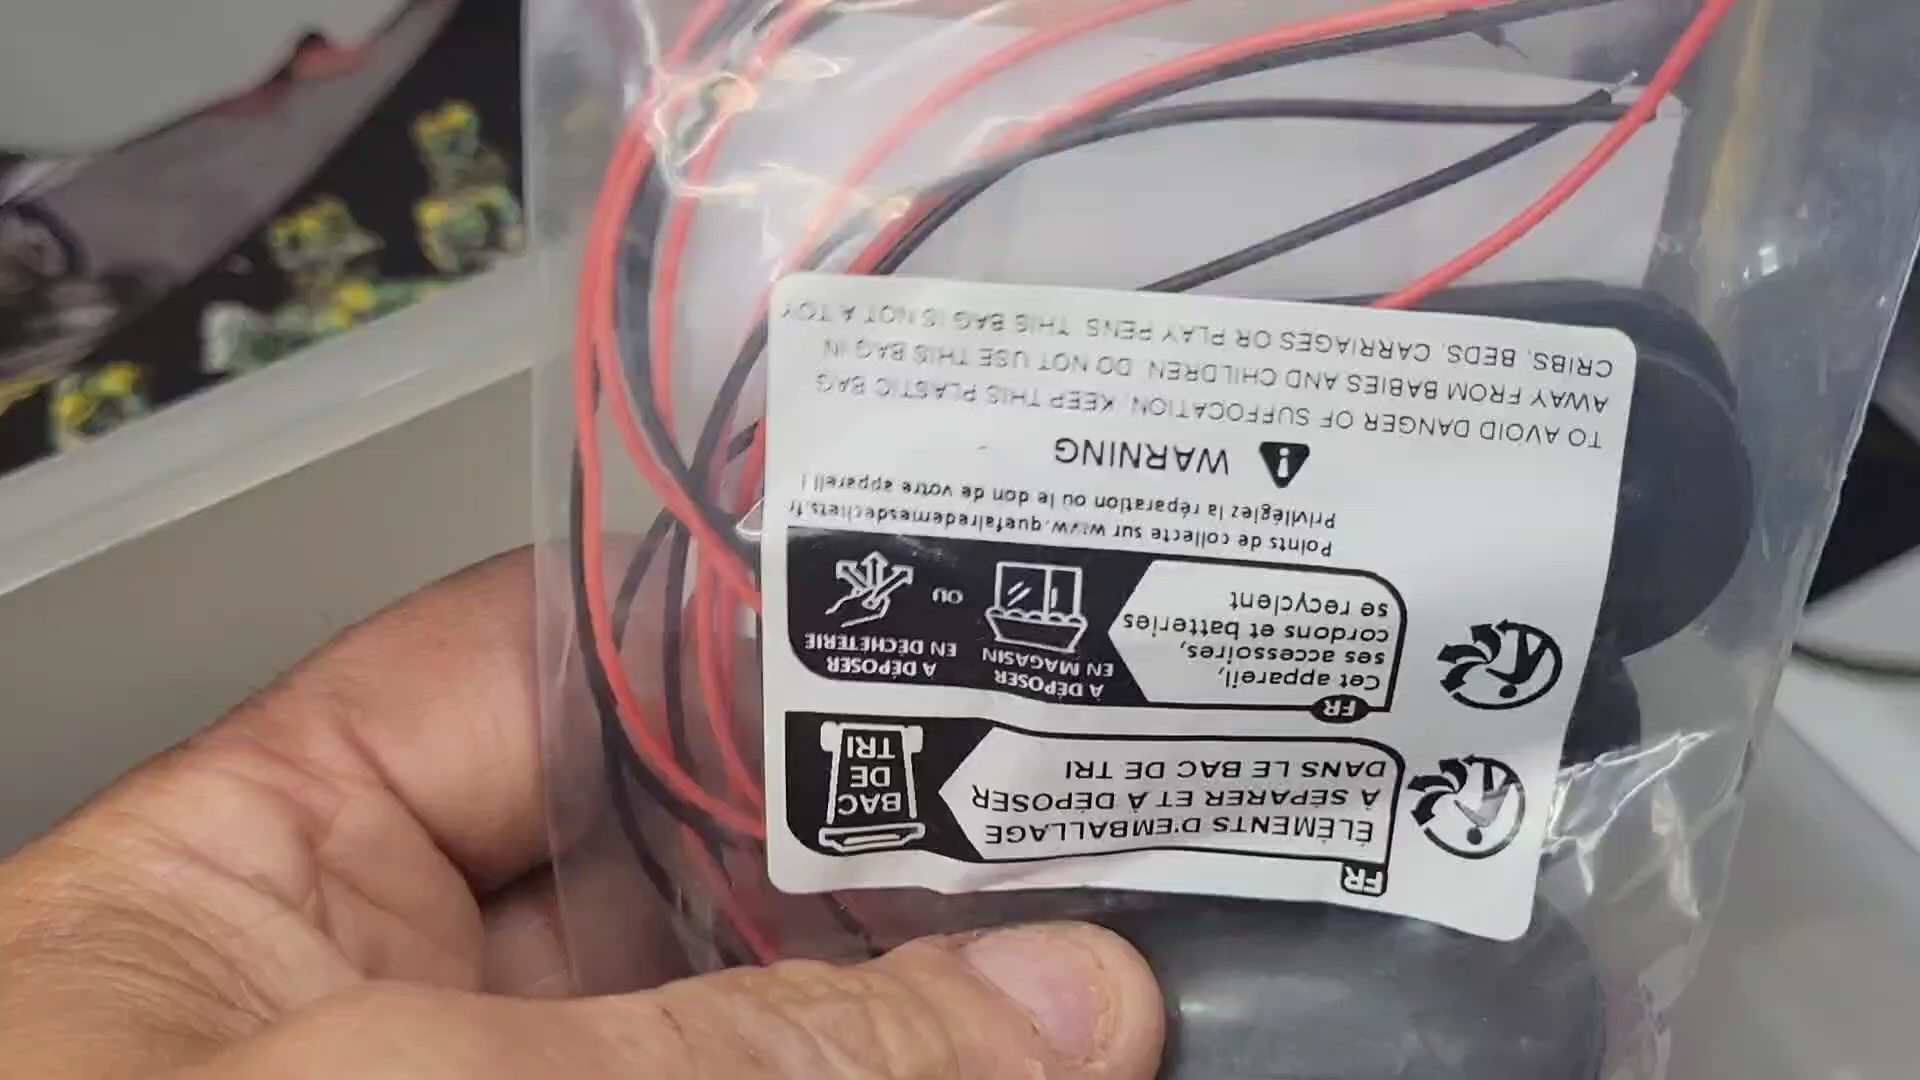 FR
ÉLÉMENTS D'EMBALLAGE
À SÉPARER ET À DÉPOSER
DANS LE BAC DE TRI
BAC
DE
TRI
FR
Cet appareil,
ses accessoires,
cordons et batteries
se recyclent
À DÉPOSER
EN MAGASIN
OU
À DÉPOSER
EN DÉCHÈTERIE
Points de collecte sur www.quefairedemesdechets.fr
Privilégiez la réparation ou le don de votre appareil !
WARNING
TO AVOID DANGER OF SUFFOCATION, KEEP THIS PLASTIC BAG
AWAY FROM BABIES AND CHILDREN. DO NOT USE THIS BAG IN
CRIBS, BEDS, CARRIAGES OR PLAY PENS. THIS BAG IS NOT A TOY